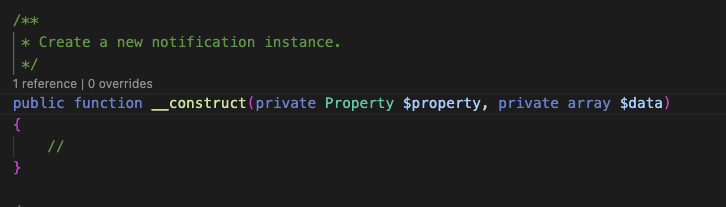 /**
* Create a new notification instance.
*/
1 reference | 0 overrides
public function __construct(private Property $property, private array $data)
{
//
}